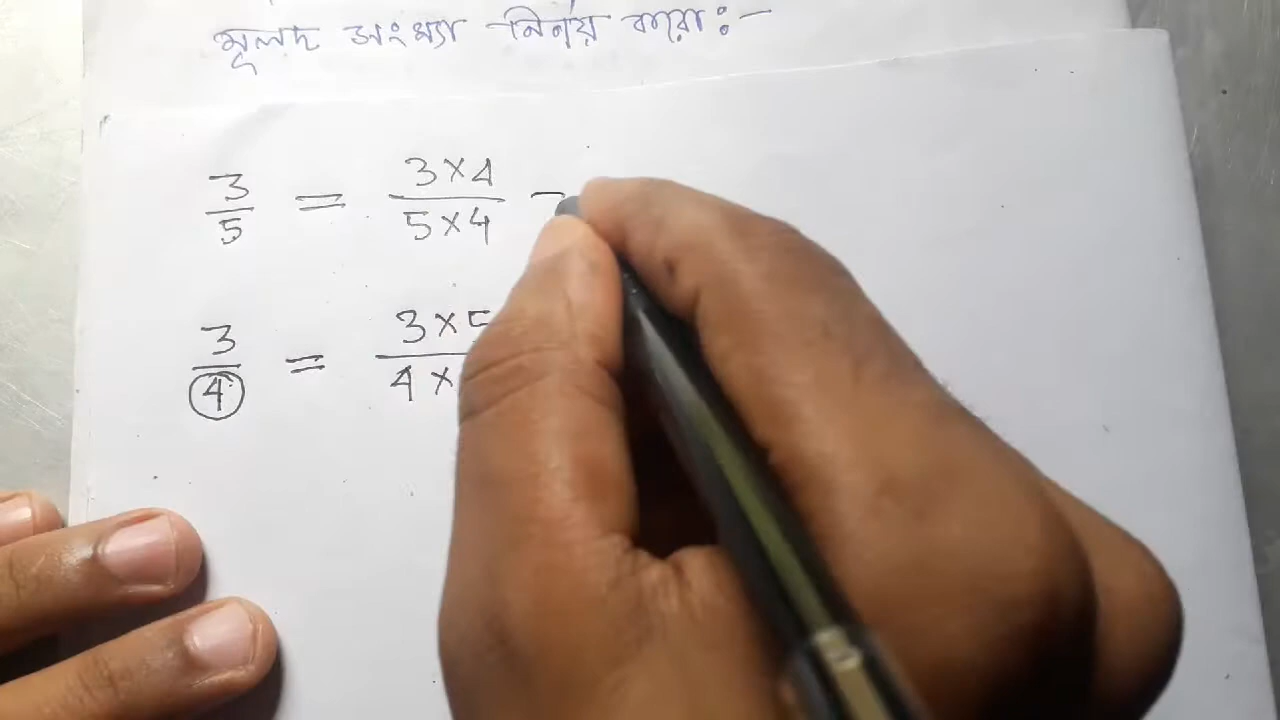 মূলদ সংখ্যা নির্ণয় করো:-
3/5 = 3×4/5×4
3/4 = 3×5/4×